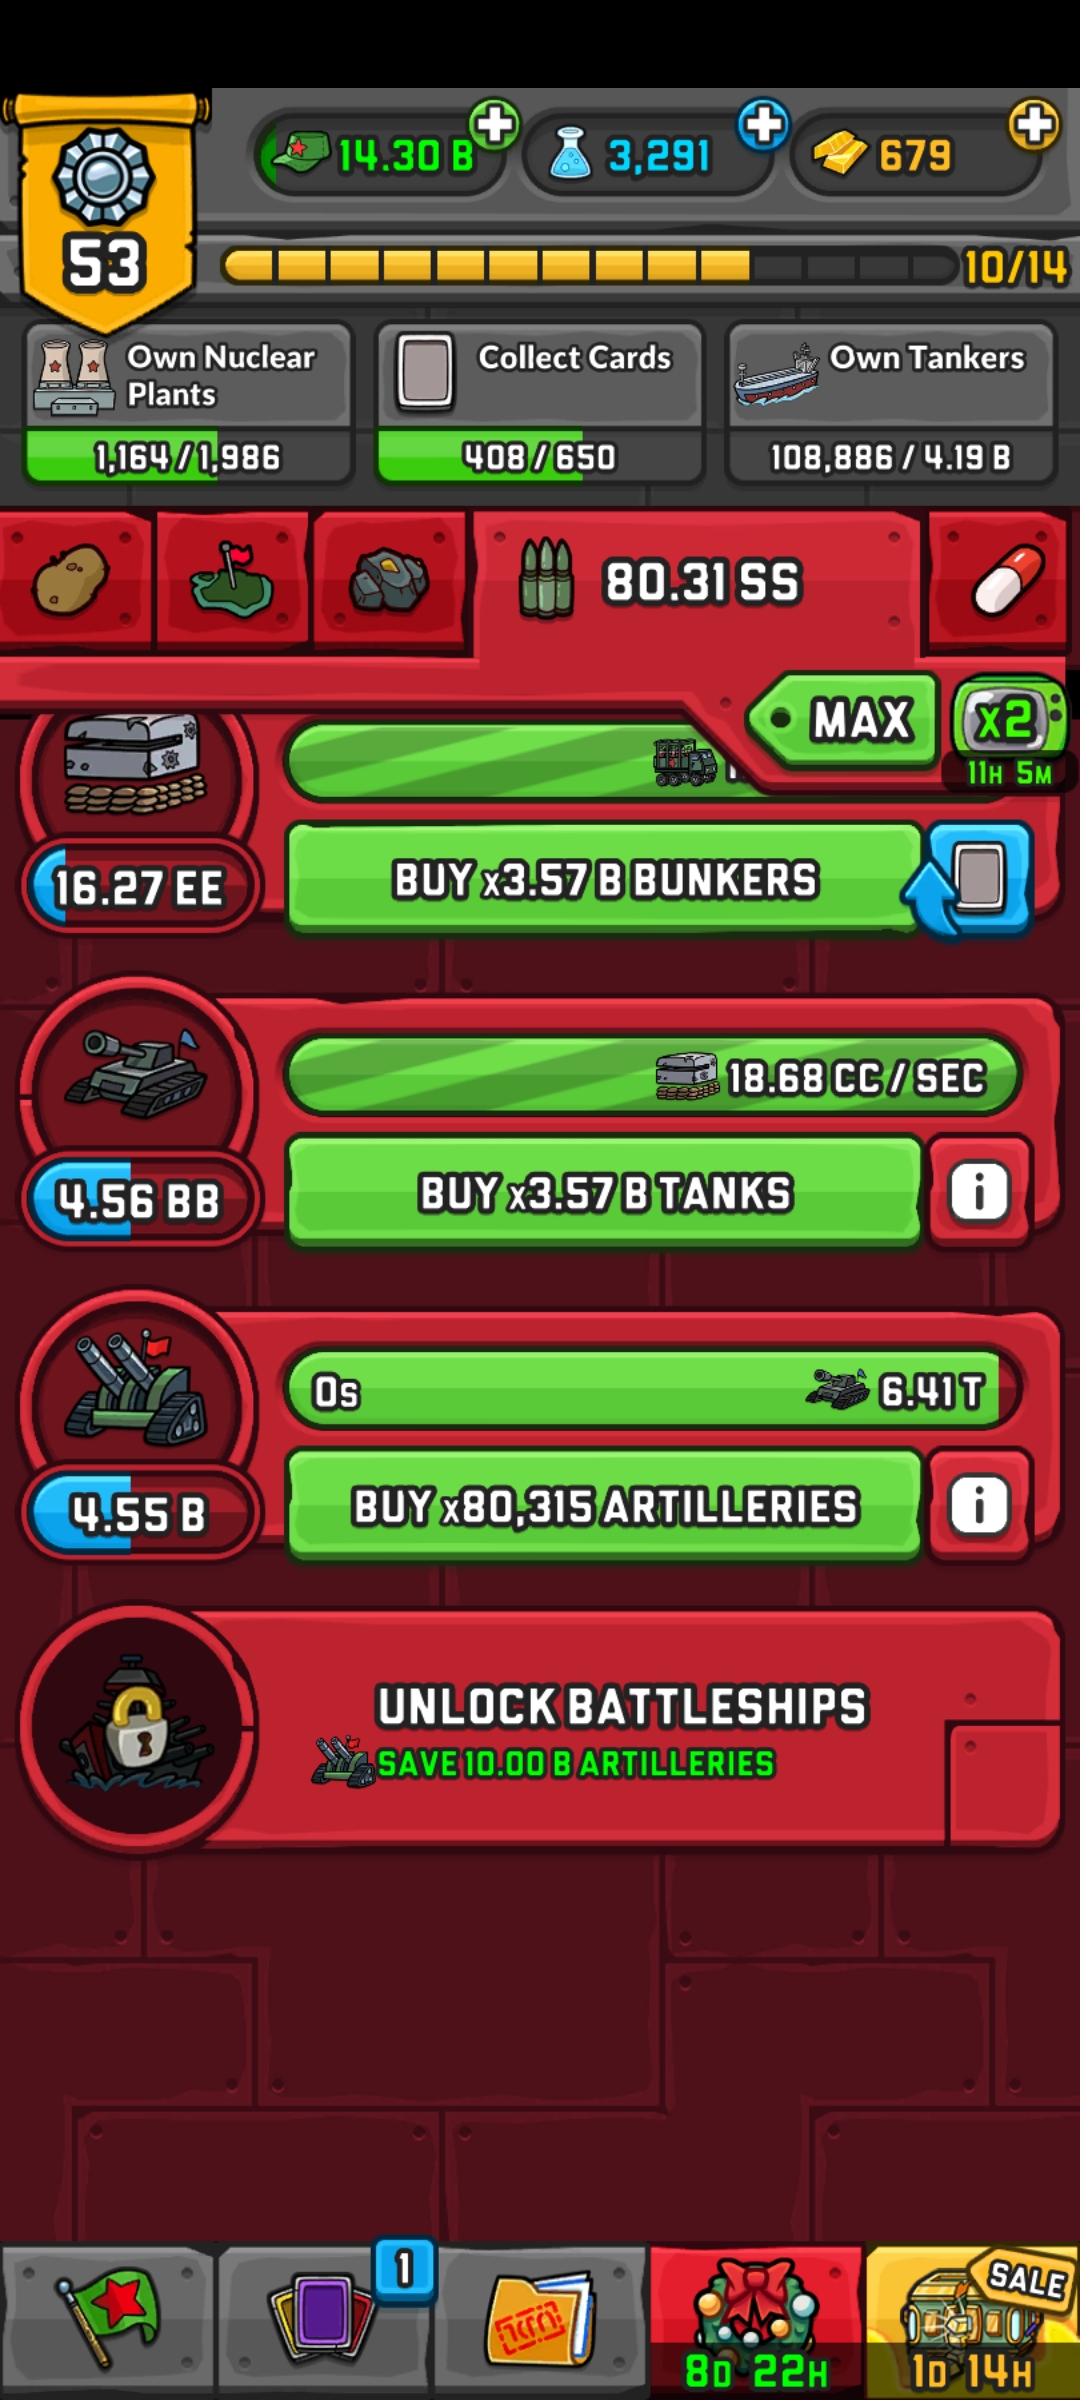 53
14.30 B
3,291
679
10/14
Own Nuclear
Plants
1,164 / 1,986
Collect Cards
408 / 650
Own Tankers
108,886 / 4.19 B
80.31 SS
MAX
x2
11H 5M
16.27 EE
BUY x3.57 B BUNKERS
18.68 CC / SEC
4.56 BB
BUY x3.57 B TANKS
i
0s
6.41 T
4.55 B
BUY x80,315 ARTILLERIES
i
UNLOCK BATTLESHIPS
SAVE 10.00 B ARTILLERIES
1
SALE
8D 22H
1D 14H